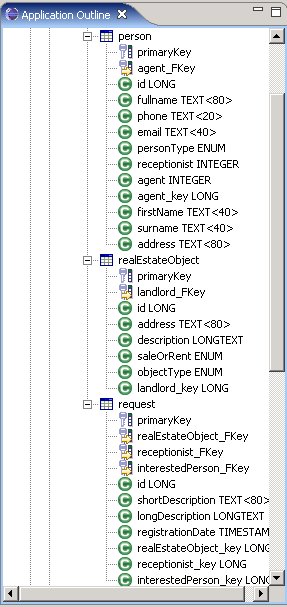 Application Outline
person
primaryKey
agent_FKey
id LONG
fullname TEXT<80>
phone TEXT<20>
email TEXT<40>
personType ENUM
receptionist INTEGER
agent INTEGER
agent_key LONG
firstName TEXT<40>
surname TEXT<40>
address TEXT<80>
realEstateObject
primaryKey
landlord_FKey
id LONG
address TEXT<80>
description LONGTEXT
saleOrRent ENUM
objectType ENUM
landlord_key LONG
request
primaryKey
realEstateObject_FKey
receptionist_FKey
interestedPerson_FKey
id LONG
shortDescription TEXT<80>
longDescription LONGTEXT
registrationDate TIMESTAM
realEstateObject_key LONG
receptionist_key LONG
interestedPerson_key LONG